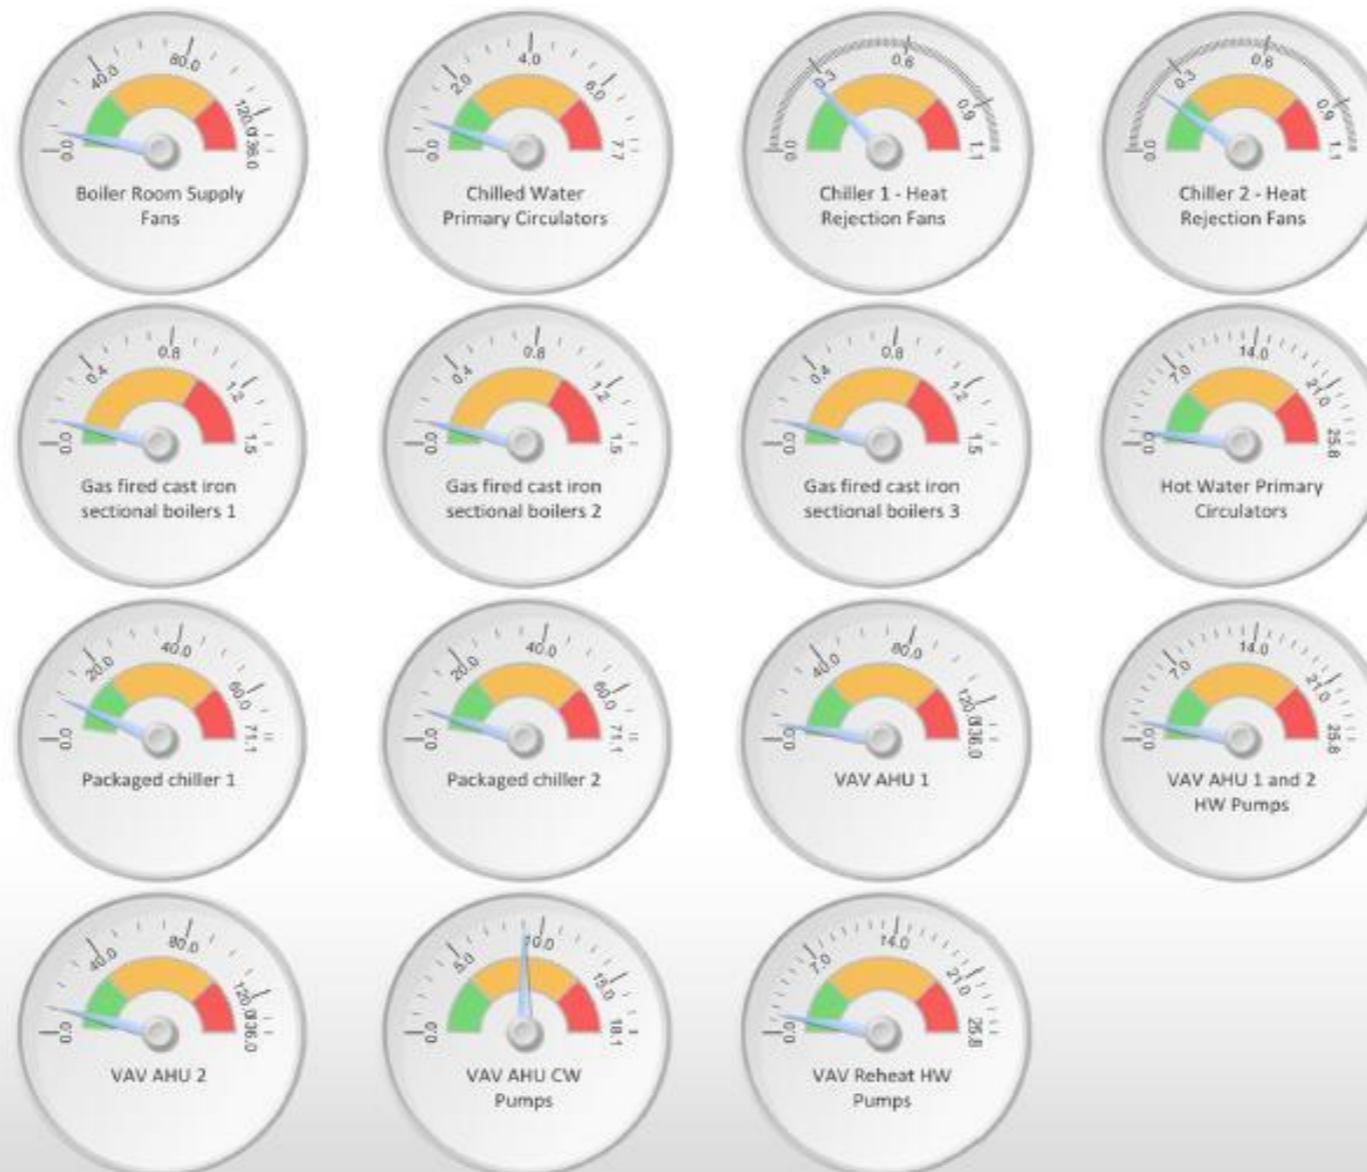 0.0 40.0 80.0 120.0 136.0
Boiler Room Supply
Fans
0.0 2.0 4.0 6.0 7.7
Chilled Water
Primary Circulators
0.0 0.3 0.6 0.9 1.1
Chiller 1 - Heat
Rejection Fans
0.0 0.3 0.6 0.9 1.1
Chiller 2 - Heat
Rejection Fans
0.0 0.4 0.8 1.2 1.5
Gas fired cast iron
sectional boilers 1
0.0 0.4 0.8 1.2 1.5
Gas fired cast iron
sectional boilers 2
0.0 0.4 0.8 1.2 1.5
Gas fired cast iron
sectional boilers 3
0.0 7.0 14.0 21.0 25.8
Hot Water Primary
Circulators
0.0 20.0 40.0 60.0 71.1
Packaged chiller 1
0.0 20.0 40.0 60.0 71.1
Packaged chiller 2
0.0 40.0 80.0 120.0 136.0
VAV AHU 1
0.0 7.0 14.0 21.0 25.8
VAV AHU 1 and 2
HW Pumps
0.0 40.0 80.0 120.0 136.0
VAV AHU 2
0.0 5.0 10.0 15.0 18.1
VAV AHU CW
Pumps
0.0 7.0 14.0 21.0 25.8
VAV Reheat HW
Pumps